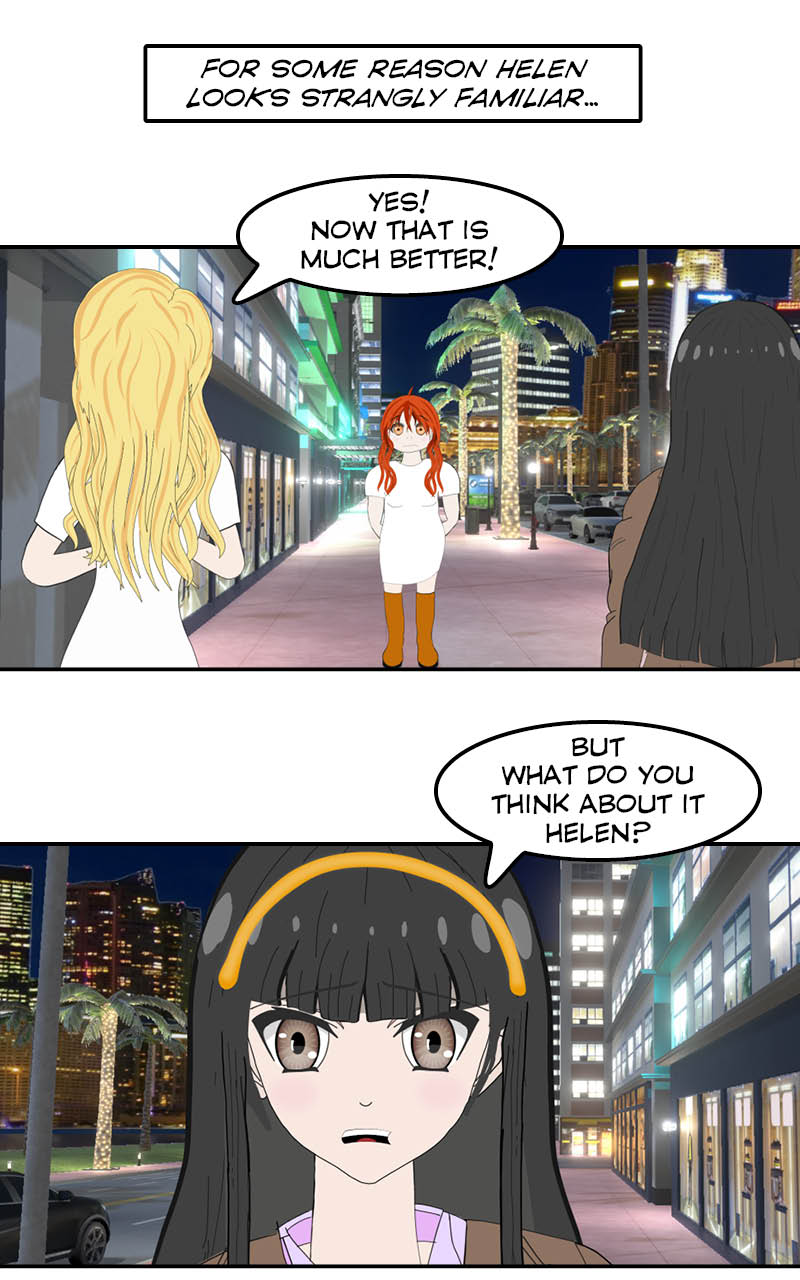 FOR SOME REASON HELEN
LOOKS STRANGLY FAMILIAR...
YES!
NOW THAT IS
MUCH BETTER!
BUT
WHAT DO YOU
THINK ABOUT IT
HELEN?